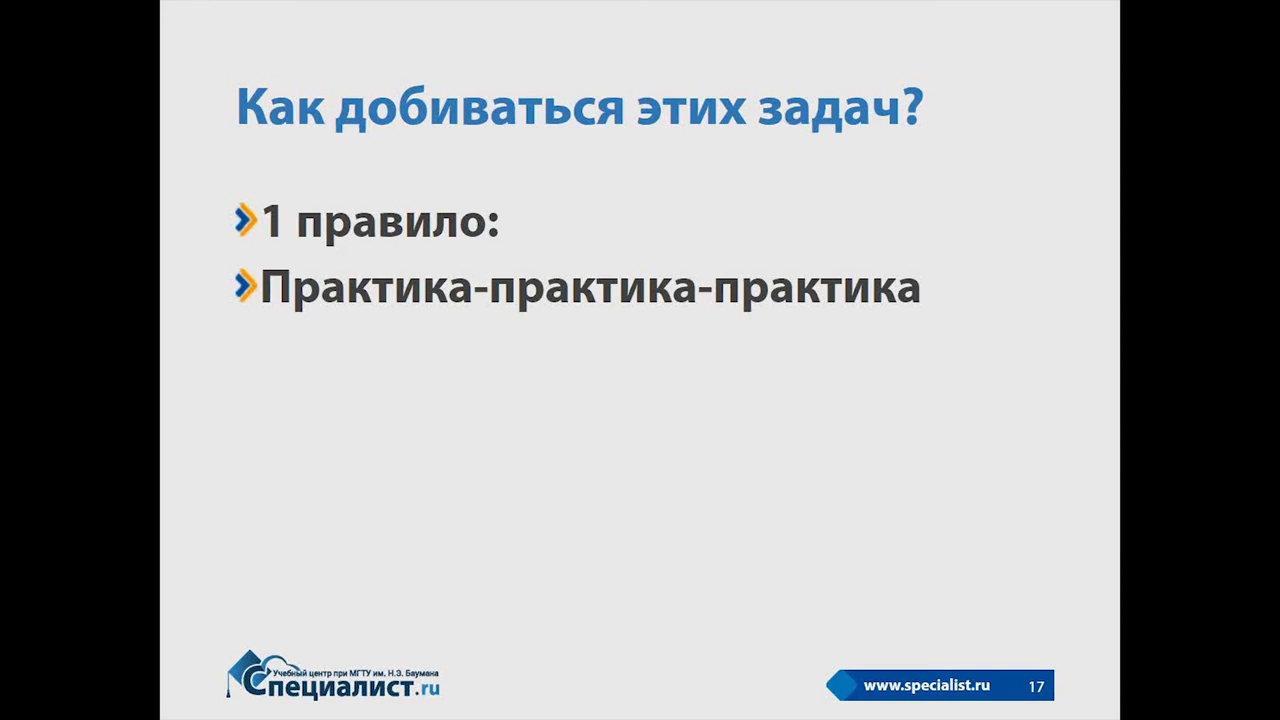 Как добиваться этих задач?
1 правило:
Практика-практика-практика
Учебный центр при МГТУ им. Н.Э. Баумана
Специалист.ru
www.specialist.ru 17